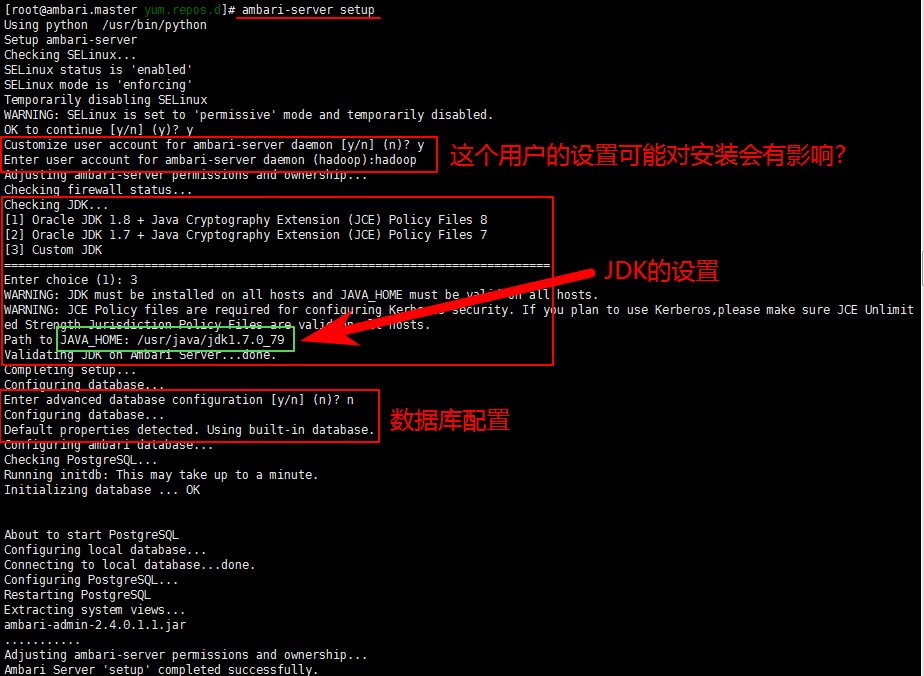 [root@ambari.master yum.repos.d]# ambari-server setup
Using python  /usr/bin/python
Setup ambari-server
Checking SELinux...
SELinux status is 'enabled'
SELinux mode is 'enforcing'
Temporarily disabling SELinux
WARNING: SELinux is set to 'permissive' mode and temporarily disabled.
OK to continue [y/n] (y)? y
Customize user account for ambari-server daemon [y/n] (n)? y
Enter user account for ambari-server daemon (hadoop):hadoop
这个用户的设置可能对安装会有影响?
Adjusting ambari-server permissions and ownership...
Checking firewall status...
Checking JDK...
[1] Oracle JDK 1.8 + Java Cryptography Extension (JCE) Policy Files 8
[2] Oracle JDK 1.7 + Java Cryptography Extension (JCE) Policy Files 7
[3] Custom JDK
==============================================================================
JDK的设置
Enter choice (1): 3
WARNING: JDK must be installed on all hosts and JAVA_HOME must be valid on all hosts.
WARNING: JCE Policy files are required for configuring Kerberos security. If you plan to use Kerberos,please make sure JCE Unlimit
ed Strength Jurisdiction Policy Files are valid on all hosts.
Path to JAVA_HOME: /usr/java/jdk1.7.0_79
Validating JDK on Ambari Server...done.
Completing setup...
Configuring database...
Enter advanced database configuration [y/n] (n)? n
Configuring database...
数据库配置
Default properties detected. Using built-in database.
Configuring ambari database...
Checking PostgreSQL...
Running initdb: This may take up to a minute.
Initializing database ... OK
About to start PostgreSQL
Configuring local database...
Connecting to local database...done.
Configuring PostgreSQL...
Restarting PostgreSQL
Extracting system views...
ambari-admin-2.4.0.1.1.jar
...........
Adjusting ambari-server permissions and ownership...
Ambari Server 'setup' completed successfully.